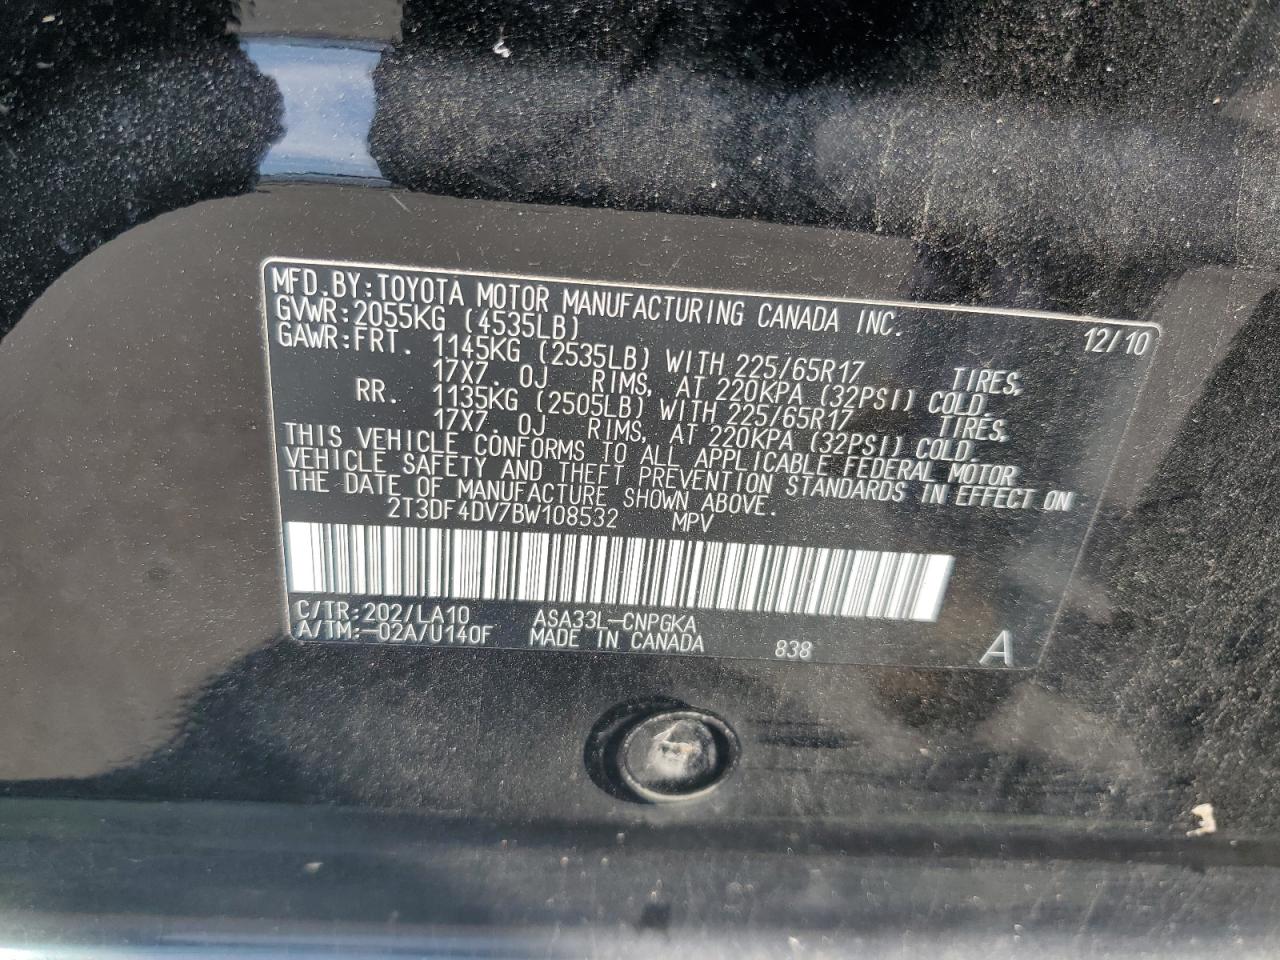 MFD.BY:TOYOTA MOTOR MANUFACTURING CANADA INC. 12/10
GVWR:2055KG (4535LB)
GAWR:FRT. 1145KG (2535LB) WITH 225/65R17 TIRES,
17X7.0J RIMS, AT 220KPA (32PSI) COLD.
RR. 1135KG (2505LB) WITH 225/65R17 TIRES,
17X7.0J RIMS, AT 220KPA (32PSI) COLD.
THIS VEHICLE CONFORMS TO ALL APPLICABLE FEDERAL MOTOR
VEHICLE SAFETY AND THEFT PREVENTION STANDARDS IN EFFECT ON
THE DATE OF MANUFACTURE SHOWN ABOVE.
2T3DF4DV7BW108532 MPV
C/TR:202/LA10 ASA33L-CNPGKA
A/TM:-02A/U140F MADE IN CANADA 838 A